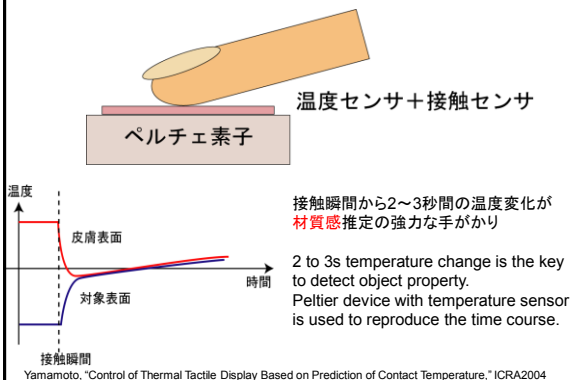 温度センサ＋接触センサ
ペルチェ素子
温度
皮膚表面
対象表面
時間
接触瞬間
接触瞬間から2～3秒間の温度変化が
材質感推定の強力な手がかり
2 to 3s temperature change is the key
to detect object property.
Peltier device with temperature sensor
is used to reproduce the time course.
Yamamoto, “Control of Thermal Tactile Display Based on Prediction of Contact Temperature,” ICRA2004